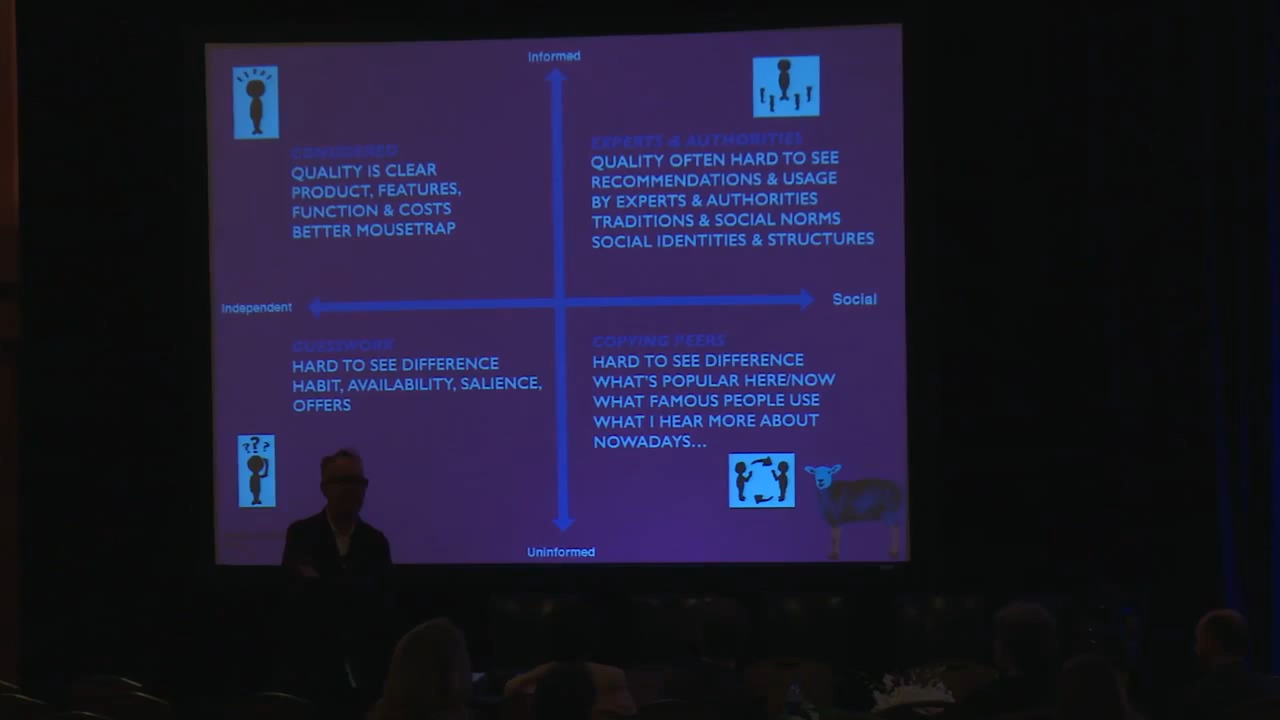 Informed
CONSIDERED
QUALITY IS CLEAR
PRODUCT, FEATURES,
FUNCTION & COSTS
BETTER MOUSETRAP
EXPERTS & AUTHORITIES
QUALITY OFTEN HARD TO SEE
RECOMMENDATIONS & USAGE
BY EXPERTS & AUTHORITIES
TRADITIONS & SOCIAL NORMS
SOCIAL IDENTITIES & STRUCTURES
Independent
Social
GUESSWORK
HARD TO SEE DIFFERENCE
HABIT, AVAILABILITY, SALIENCE,
OFFERS
???
COPYING PEERS
HARD TO SEE DIFFERENCE
WHAT'S POPULAR HERE/NOW
WHAT FAMOUS PEOPLE USE
WHAT I HEAR MORE ABOUT
NOWADAYS...
Uninformed